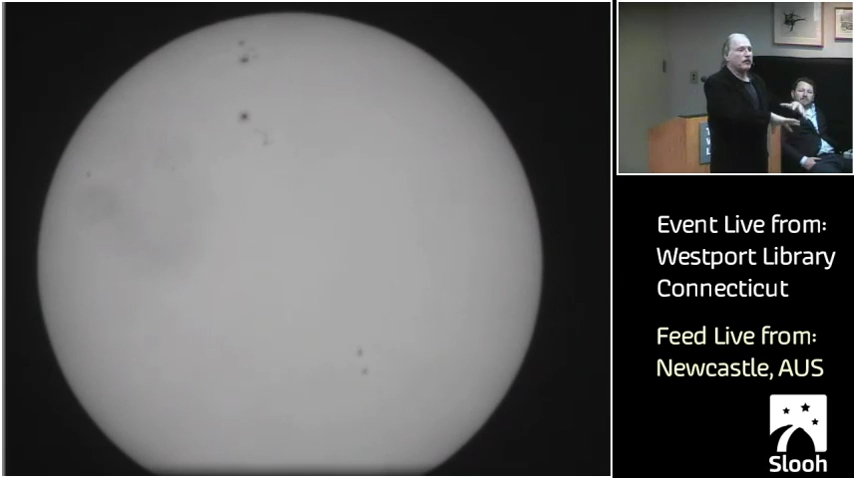 Event Live from:
Westport Library
Connecticut
Feed Live from:
Newcastle, AUS
Slooh